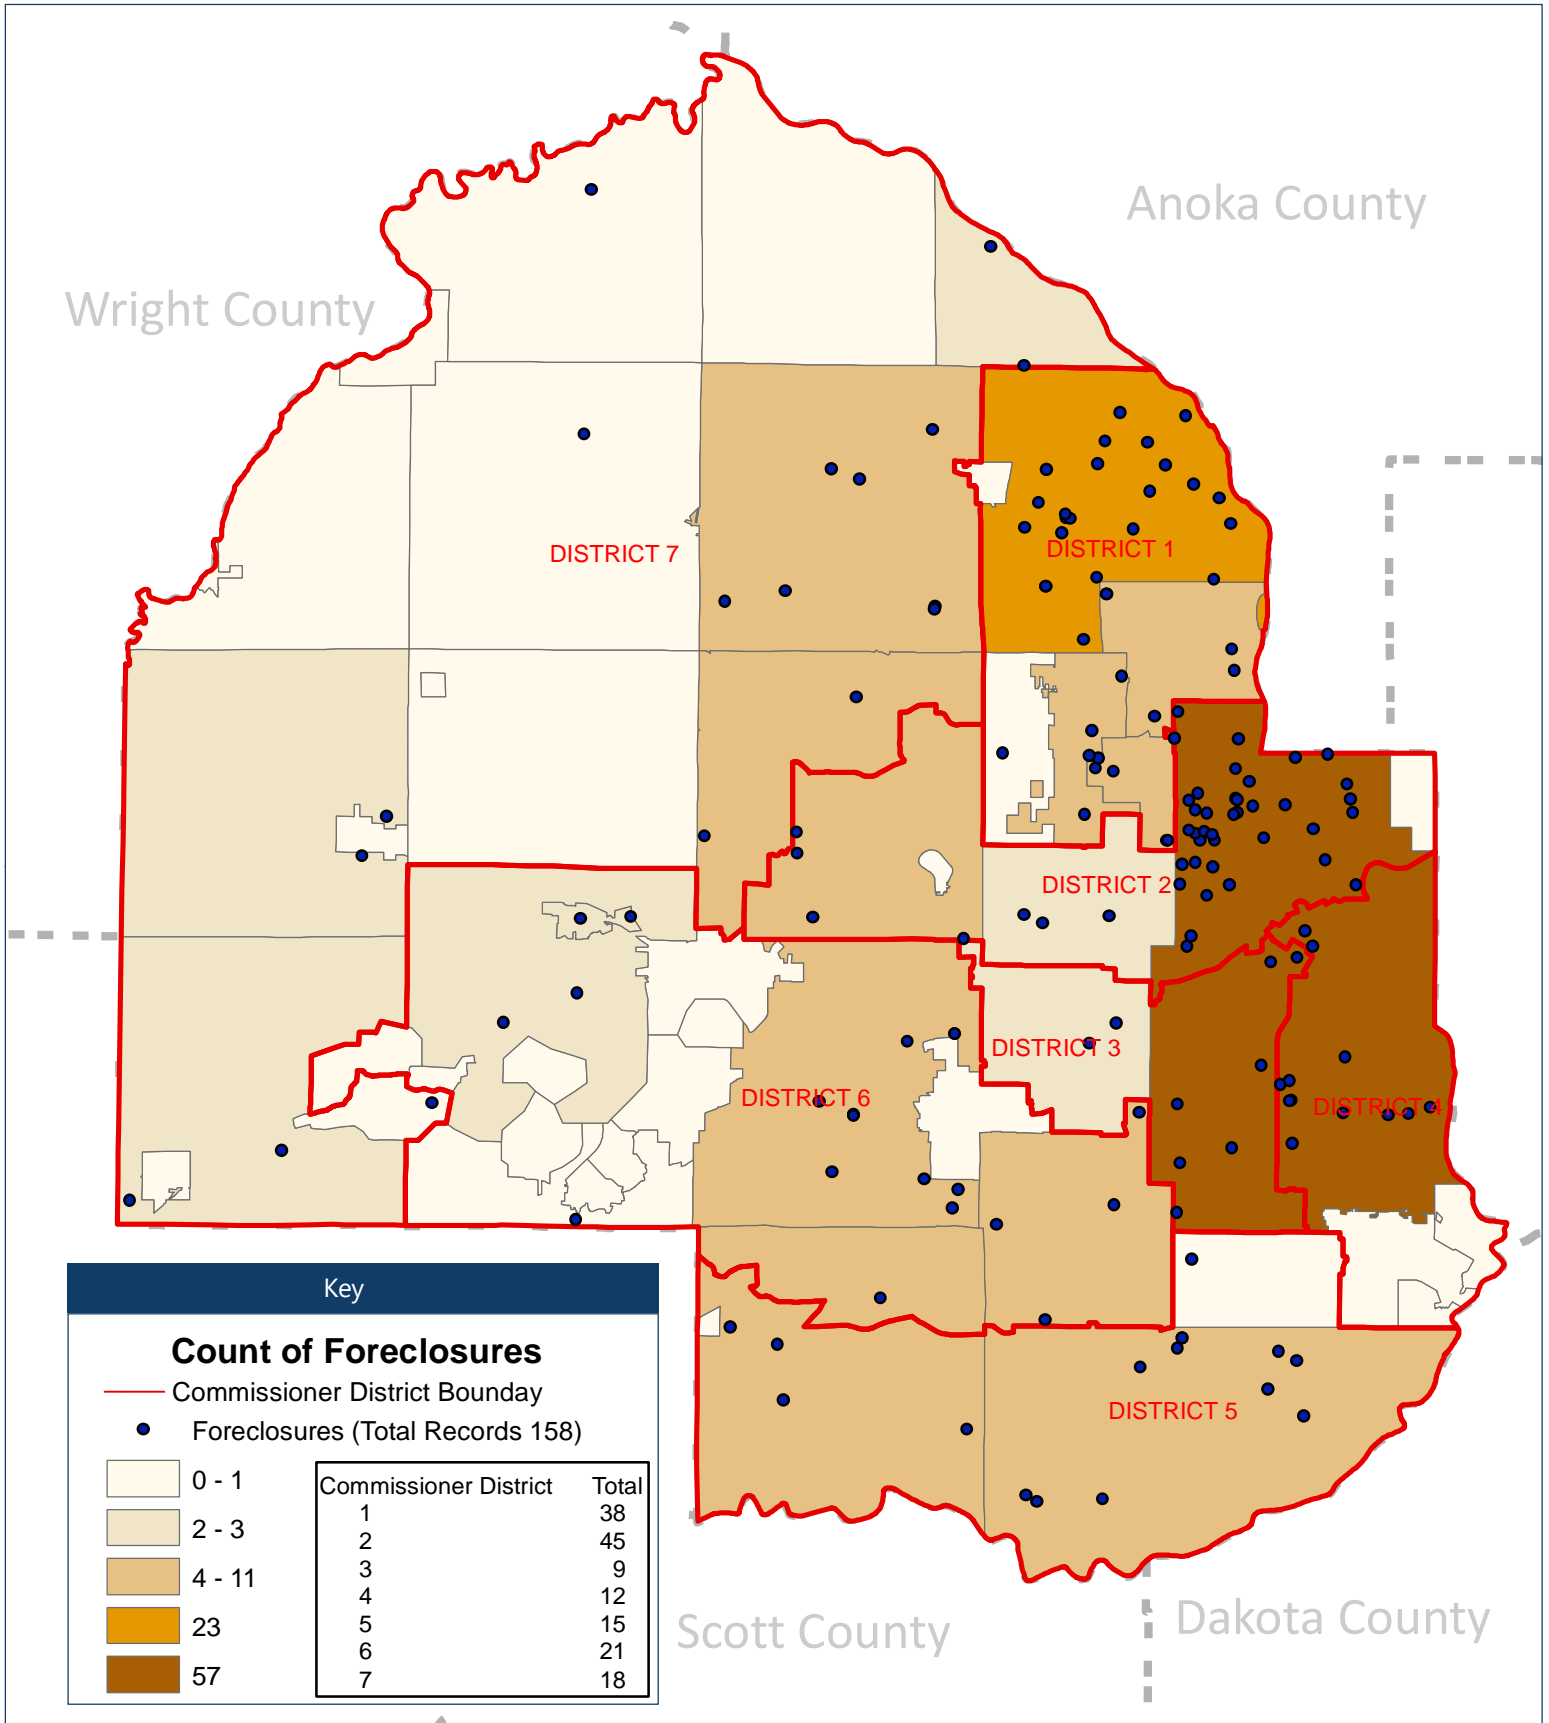 Anoka County
Wright County
DISTRICT 7
DISTRICT 1
DISTRICT 2
DISTRICT 3
DISTRICT 6
DISTRICT 4
DISTRICT 5
Scott County
Dakota County
Key
Count of Foreclosures
Commissioner District Bounday
Foreclosures (Total Records 158)
0 - 1
2 - 3
4 - 11
23
57
Commissioner District Total
1 38
2 45
3 9
4 12
5 15
6 21
7 18